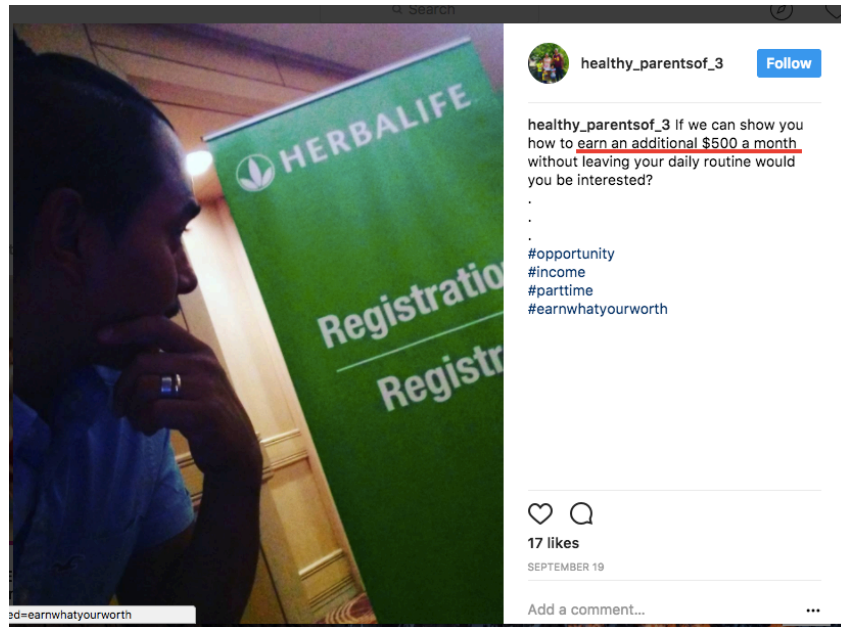 Search
HERBALIFE
Registratio
Registr
healthy_parentsof_3
Follow
healthy_parentsof_3 If we can show you
how to earn an additional $500 a month
without leaving your daily routine would
you be interested?
.
.
.
#opportunity
#income
#parttime
#earnwhatyourworth
17 likes
SEPTEMBER 19
Add a comment...
ed=earnwhatyourworth